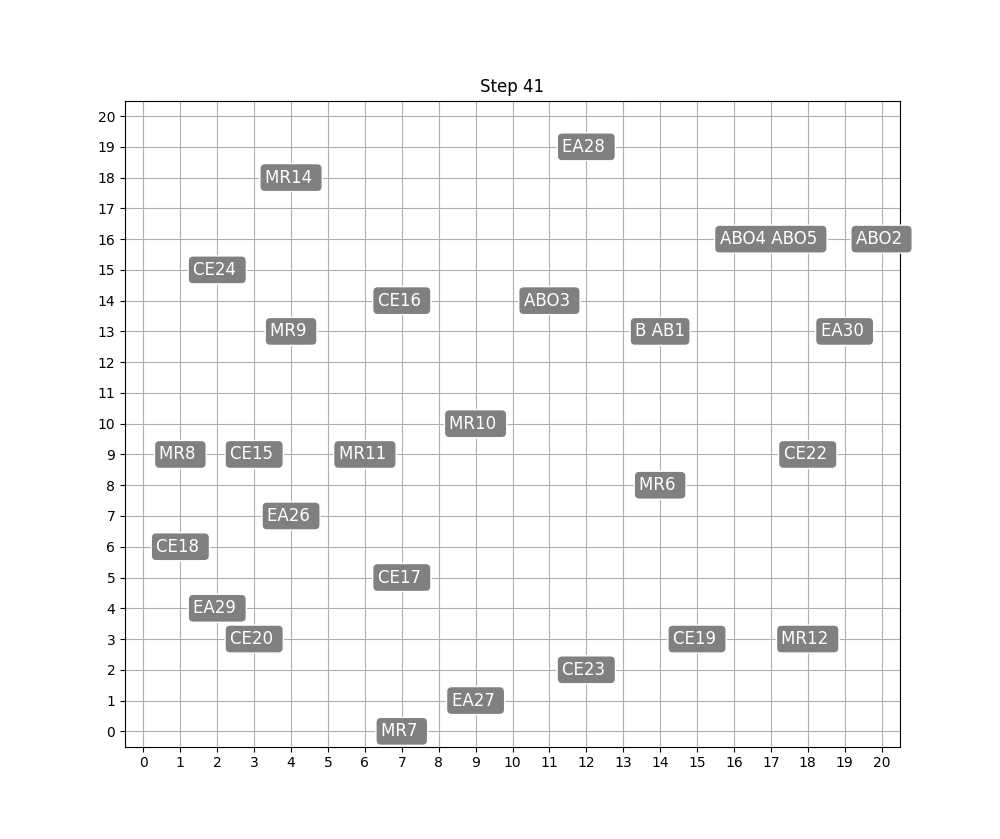 Step 41
20
19 EA28
18 MR14
17
16 ABO4 ABO5 ABO2
15 CE24
14 CE16 ABO3
13 MR9 B AB1 EA30
12
11
10 MR10
9 MR8 CE15 MR11 CE22
8 MR6
7 EA26
6 CE18
5 CE17
4 EA29
3 CE20 CE19 MR12
2 CE23
1 EA27
0 MR7
0 1 2 3 4 5 6 7 8 9 10 11 12 13 14 15 16 17 18 19 20